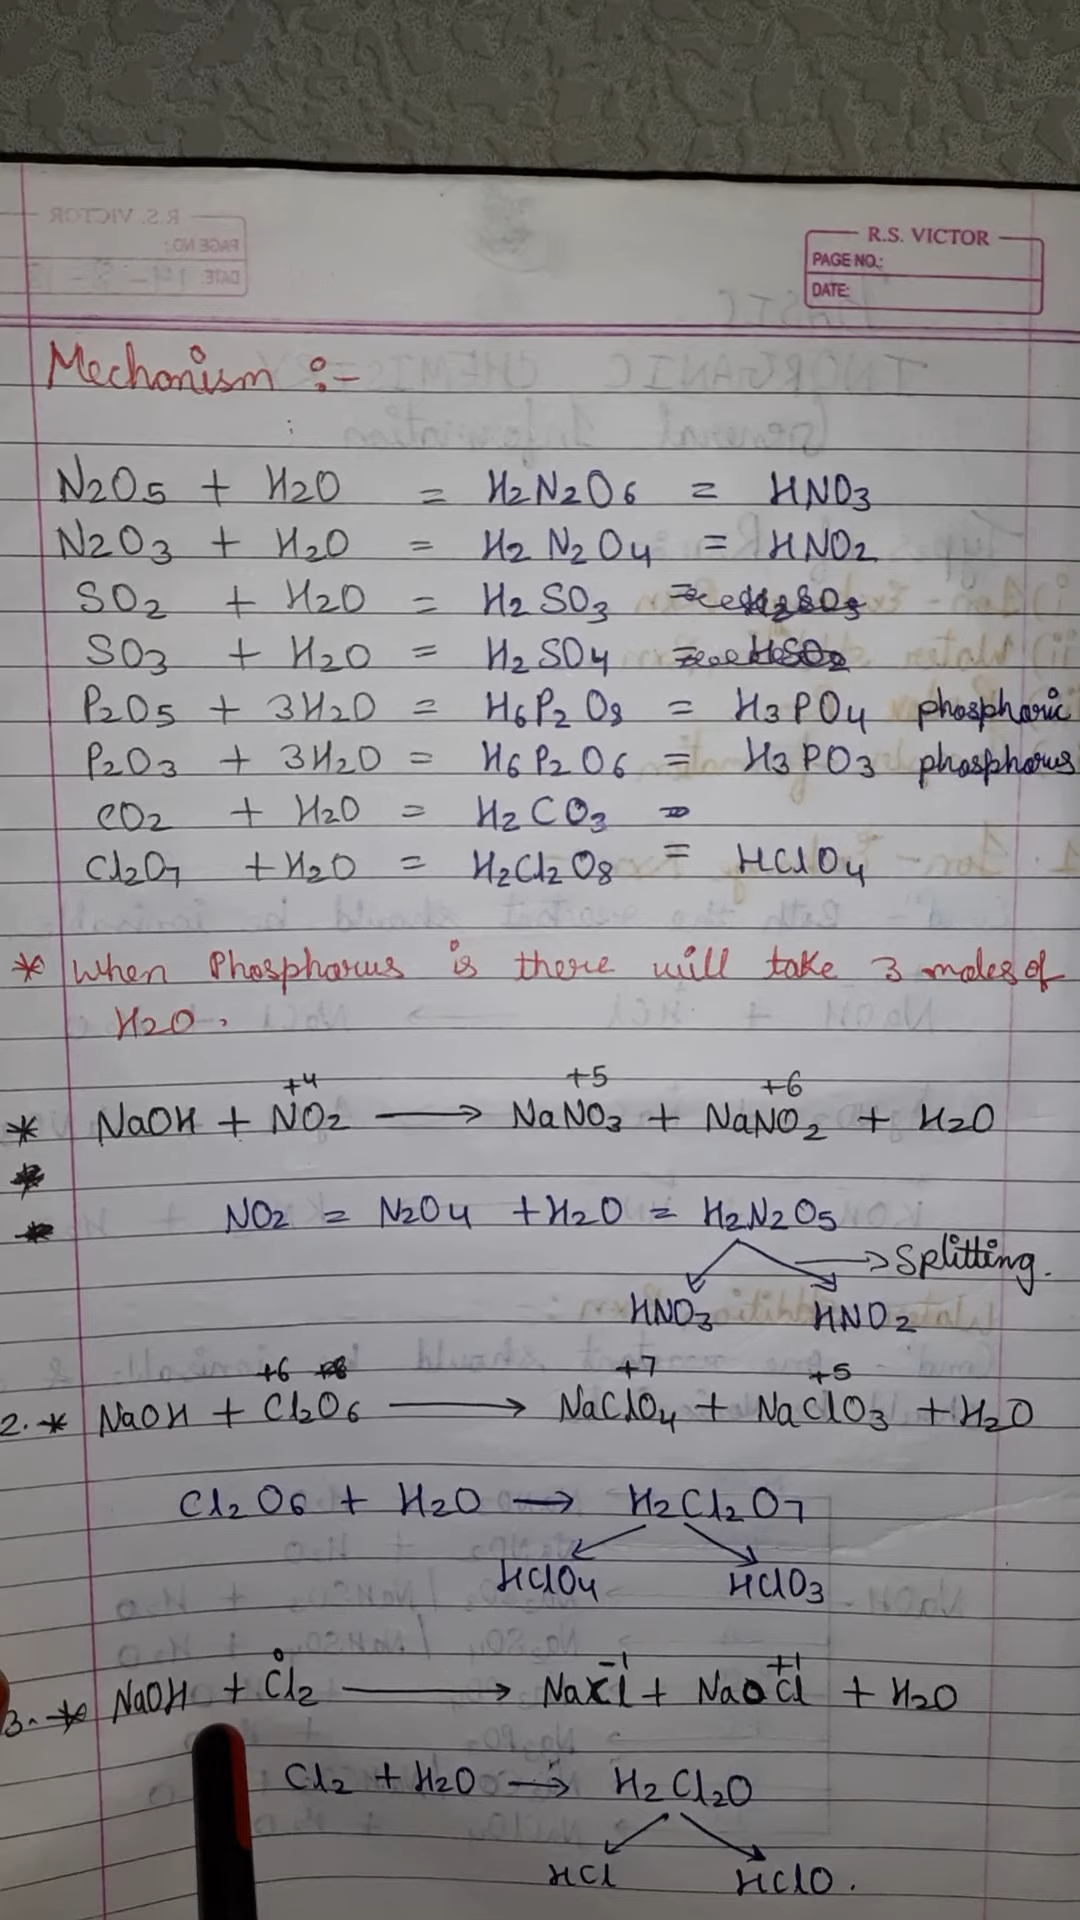 R.S. VICTOR
PAGE NO.:
DATE:
Mechanism :-
N2O5 + H2O = H2N2O6 = HNO3
N2O3 + H2O = H2N2O4 = HNO2
SO2 + H2O = H2SO3
SO3 + H2O = H2SO4
P2O5 + 3H2O = H6P2O8 = H3PO4 phosphoric
P2O3 + 3H2O = H6P2O6 = H3PO3 phosphorus
CO2 + H2O = H2CO3 =
Cl2O7 + H2O = H2Cl2O8 = HClO4
* When Phosphorus is there will take 3 moles of
H2O.
+4 +5 +6
* NaOH + NO2 → NaNO3 + NaNO2 + H2O
*
* NO2 = N2O4 + H2O = H2N2O5
→ Splitting.
HNO3 HNO2
+6 +7 +5
2. * NaOH + Cl2O6 → NaClO4 + NaClO3 + H2O
Cl2O6 + H2O → H2Cl2O7
HClO4 HClO3
0 -1 +1
3. * NaOH + Cl2 → NaCl + NaOCl + H2O
Cl2 + H2O → H2Cl2O
HCl HClO.